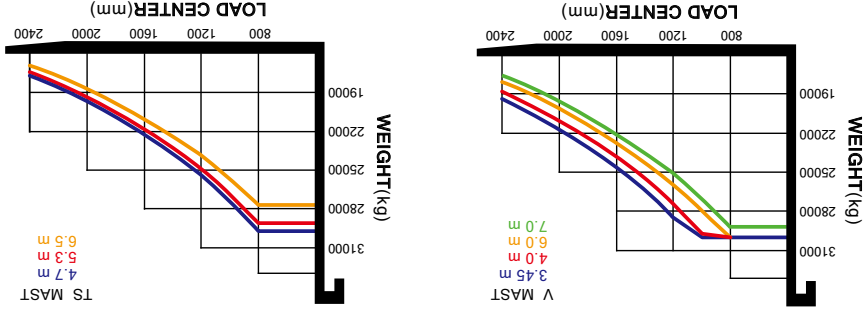 V MAST
3.45 m
4.0 m
6.0 m
7.0 m
WEIGHT(kg)
31000
28000
25000
22000
19000
800 1200 1600 2000 2400
LOAD CENTER(mm)
TS MAST
4.7 m
5.3 m
6.5 m
WEIGHT(kg)
31000
28000
25000
22000
19000
800 1200 1600 2000 2400
LOAD CENTER(mm)